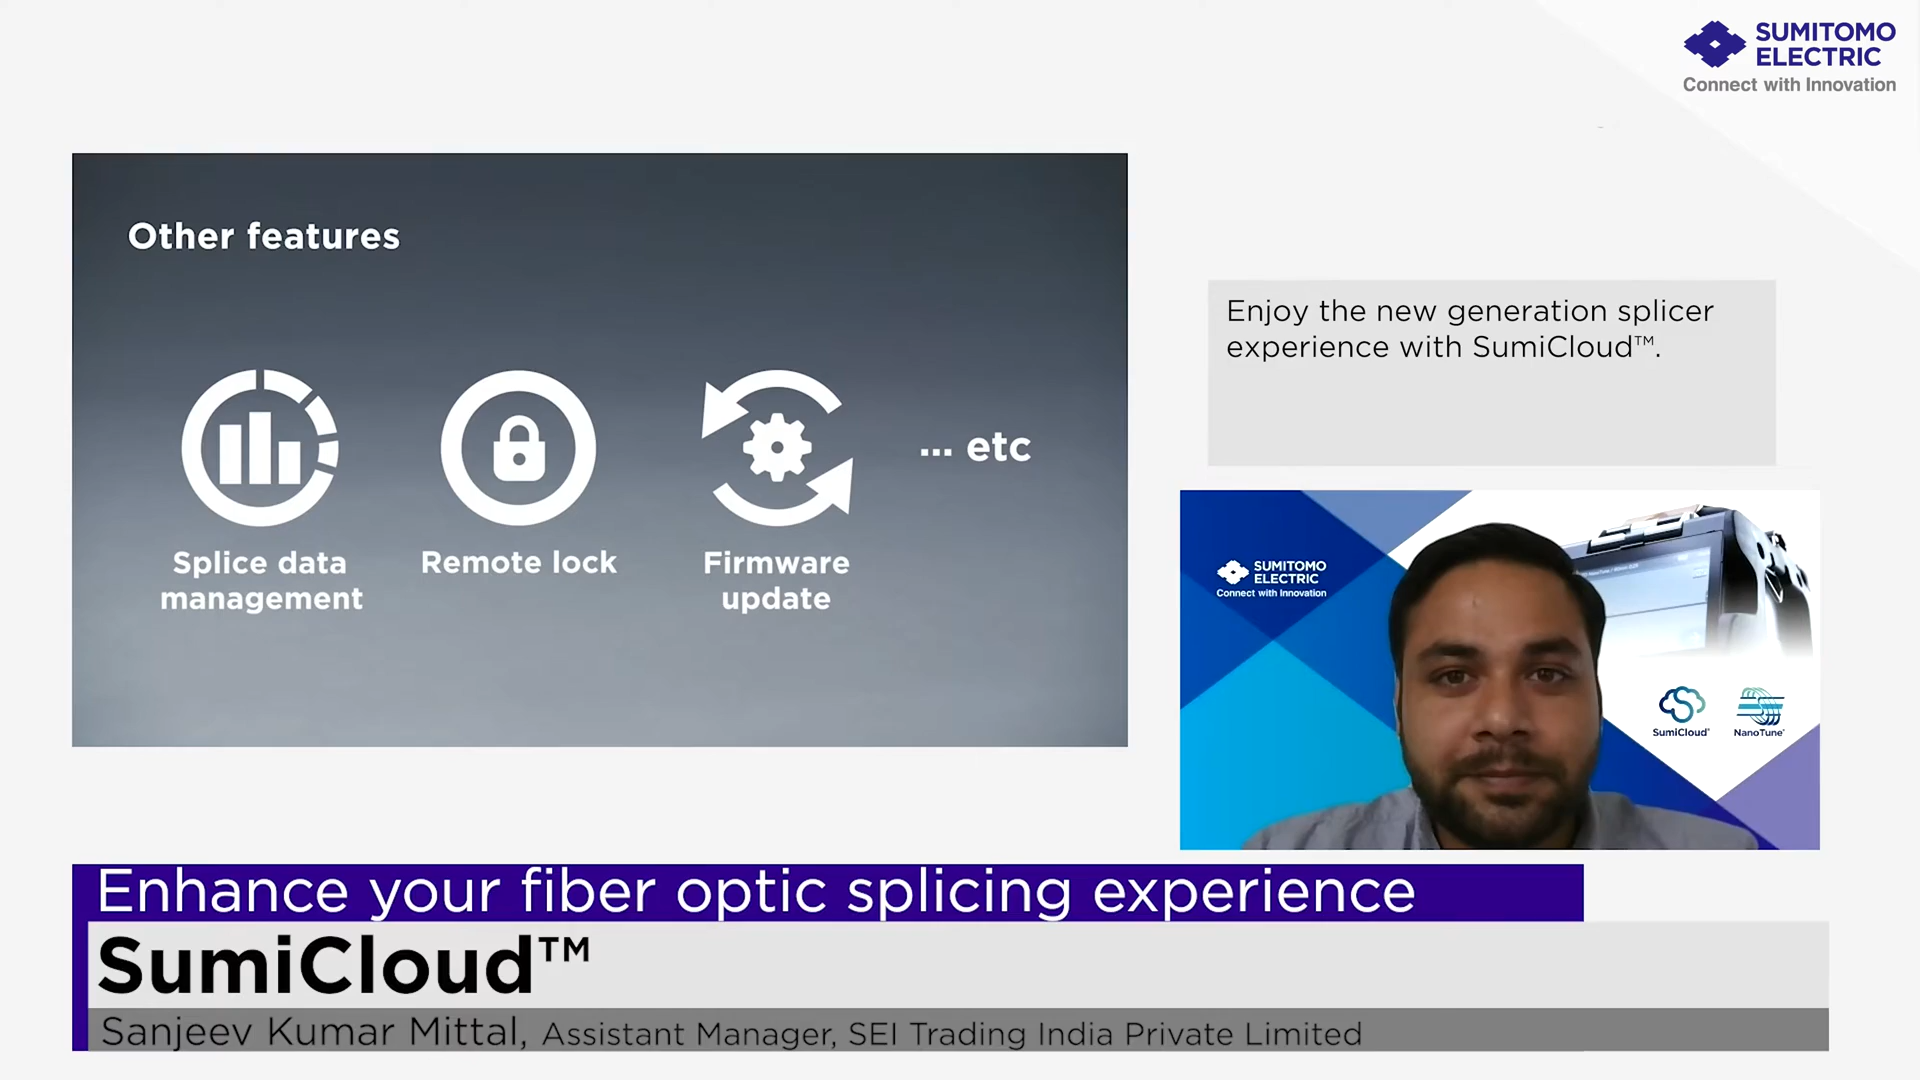 SUMITOMO
ELECTRIC
Connect with Innovation
Other features
Splice data
management
Remote lock
Firmware
update
... etc
Enjoy the new generation splicer
experience with SumiCloud™.
SUMITOMO
ELECTRIC
Connect with Innovation
SumiCloud
NanoTune
Enhance your fiber optic splicing experience
SumiCloud™
Sanjeev Kumar Mittal, Assistant Manager, SEI Trading India Private Limited